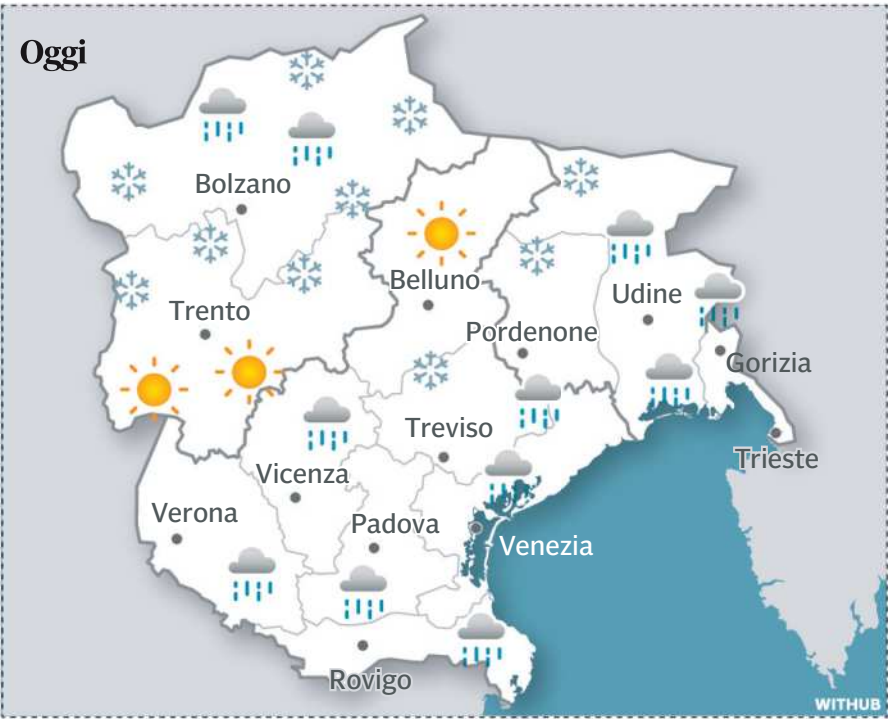 Oggi
Bolzano
Belluno
Udine
Trento
Pordenone
Gorizia
Treviso
Trieste
Vicenza
Verona
Padova
Venezia
Rovigo
WITHUB